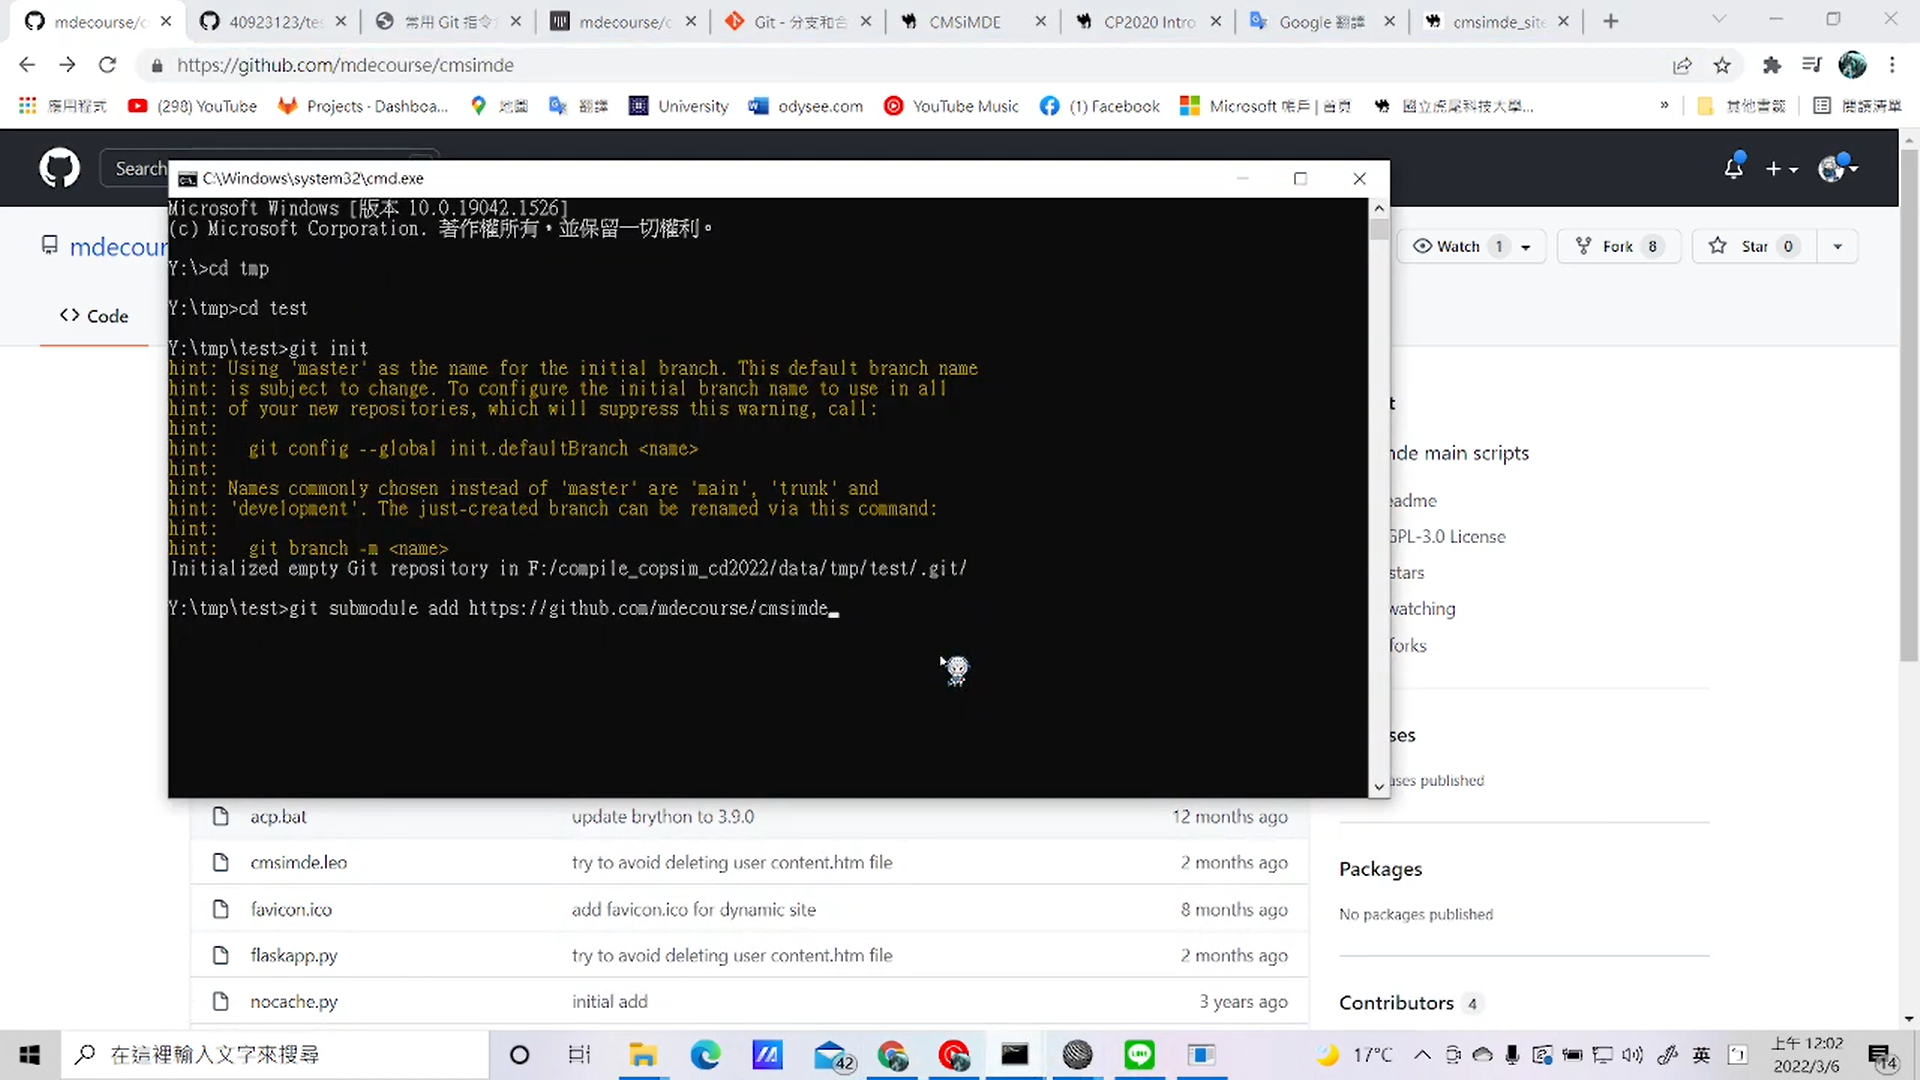 mdecourse/c
40923123/te
常用 Git 指令
mdecourse/c
Git - 分支和合
CMSiMDE
CP2020 Intro
Google 翻譯
cmsimde_site
https://github.com/mdecourse/cmsimde
應用程式
(298) YouTube
Projects - Dashboa...
地圖
翻譯
University
odysee.com
YouTube Music
(1) Facebook
Microsoft 帳戶 | 首頁
國立虎尾科技大學...
»
其他書籤
閱讀清單
Search
C:\Windows\system32\cmd.exe
Microsoft Windows [版本 10.0.19042.1526]
(c) Microsoft Corporation. 著作權所有，並保留一切權利。
mdecour
Watch 1
Fork 8
Star 0
Y:\>cd tmp
Y:\tmp>cd test
<> Code
Y:\tmp\test>git init
hint: Using 'master' as the name for the initial branch. This default branch name
hint: is subject to change. To configure the initial branch name to use in all
hint: of your new repositories, which will suppress this warning, call:
hint:
hint:   git config --global init.defaultBranch <name>
hint:
hint: Names commonly chosen instead of 'master' are 'main', 'trunk' and
hint: 'development'. The just-created branch can be renamed via this command:
hint:
hint:   git branch -m <name>
Initialized empty Git repository in F:/compile_copsim_cd2022/data/tmp/test/.git/
Y:\tmp\test>git submodule add https://github.com/mdecourse/cmsimde_
t
nde main scripts
eadme
GPL-3.0 License
stars
watching
forks
ses
ases published
acp.bat
update brython to 3.9.0
12 months ago
cmsimde.leo
try to avoid deleting user content.htm file
2 months ago
favicon.ico
add favicon.ico for dynamic site
8 months ago
flaskapp.py
try to avoid deleting user content.htm file
2 months ago
nocache.py
initial add
3 years ago
Packages
No packages published
Contributors 4
在這裡輸入文字來搜尋
42
17°C
英
上午 12:02
2022/3/6
14